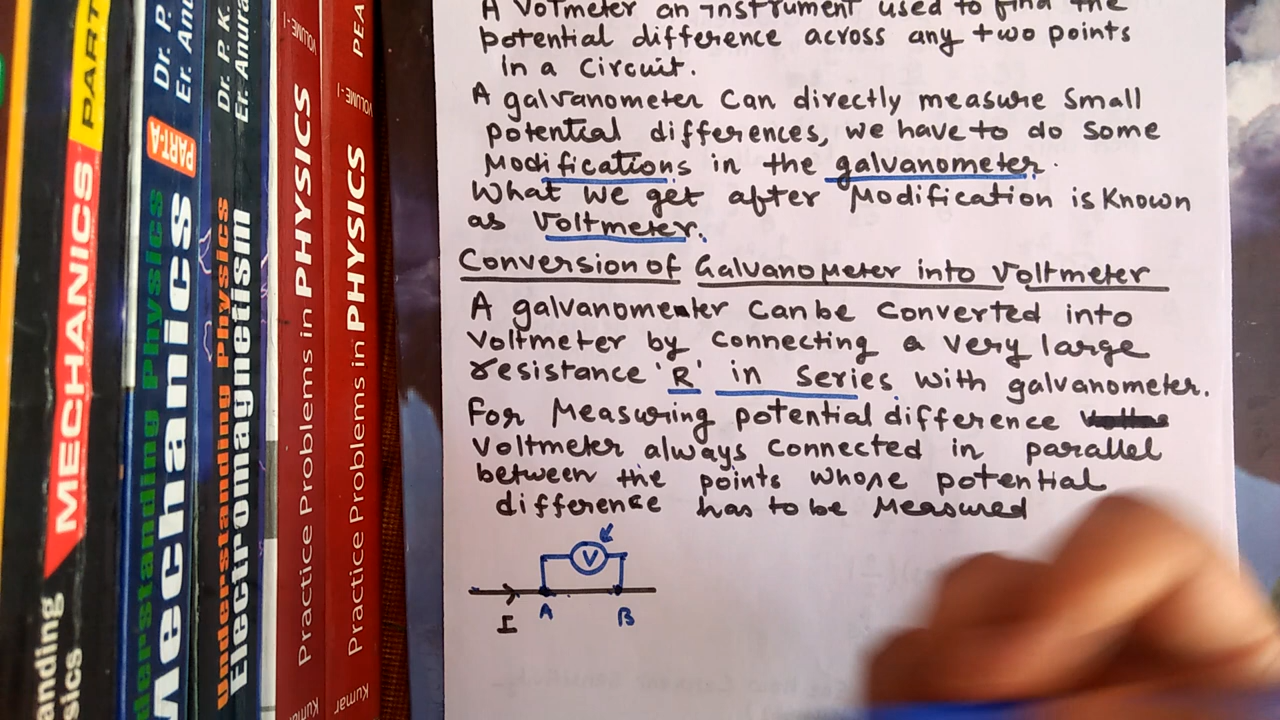 PART
MECHANICS
anding
sics
Dr. P.
Er. Anu
PART-A
derstanding Physics
Mechanics
Dr. P. K.
Er. Anura
Understanding Physics
Electromagnetism
VOLUME-I
Practice Problems in PHYSICS
Kumar
PEA
VOLUME-I
Practice Problems in PHYSICS
Kumar
A Votmeter an instrument used to find the
potential difference across any two points
in a Circuit.
A galvanometer Can directly measure Small
potential differences, we have to do Some
Modifications in the galvanometer.
What we get after Modification is Known
as Voltmeter.
Conversion of Galvanometer into Voltmeter
A galvanometer Can be Converted into
Voltmeter by Connecting a very large
resistance 'R' in Series with galvanometer.
For Measuring potential difference
Voltmeter always Connected in parallel
between the points whose potential
difference has to be Measured
V
A
B
I